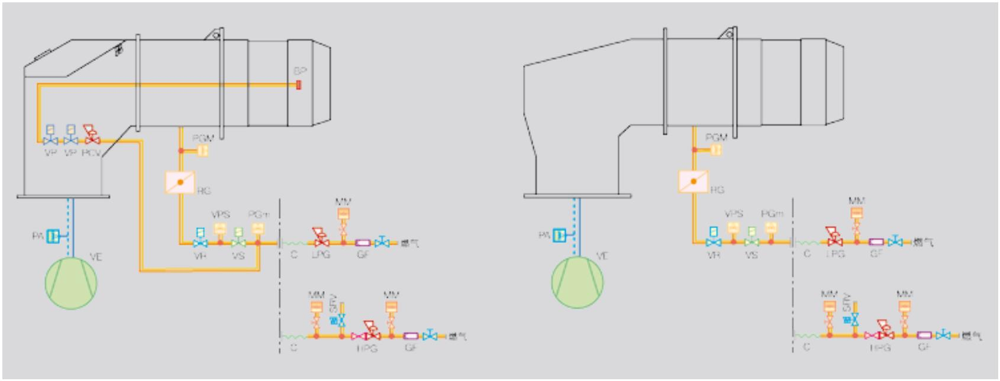 BP
PGM
VP VP PCV
RG
MM
VPS PGm
PA
VE
VR VS C LPG GF 燃气
MM SRV MM
C HPG GF 燃气
PGM
RG
MM
VPS PGm
PA
VE
VR VS C LPG GF 燃气
MM SRV MM
C HPG GF 燃气